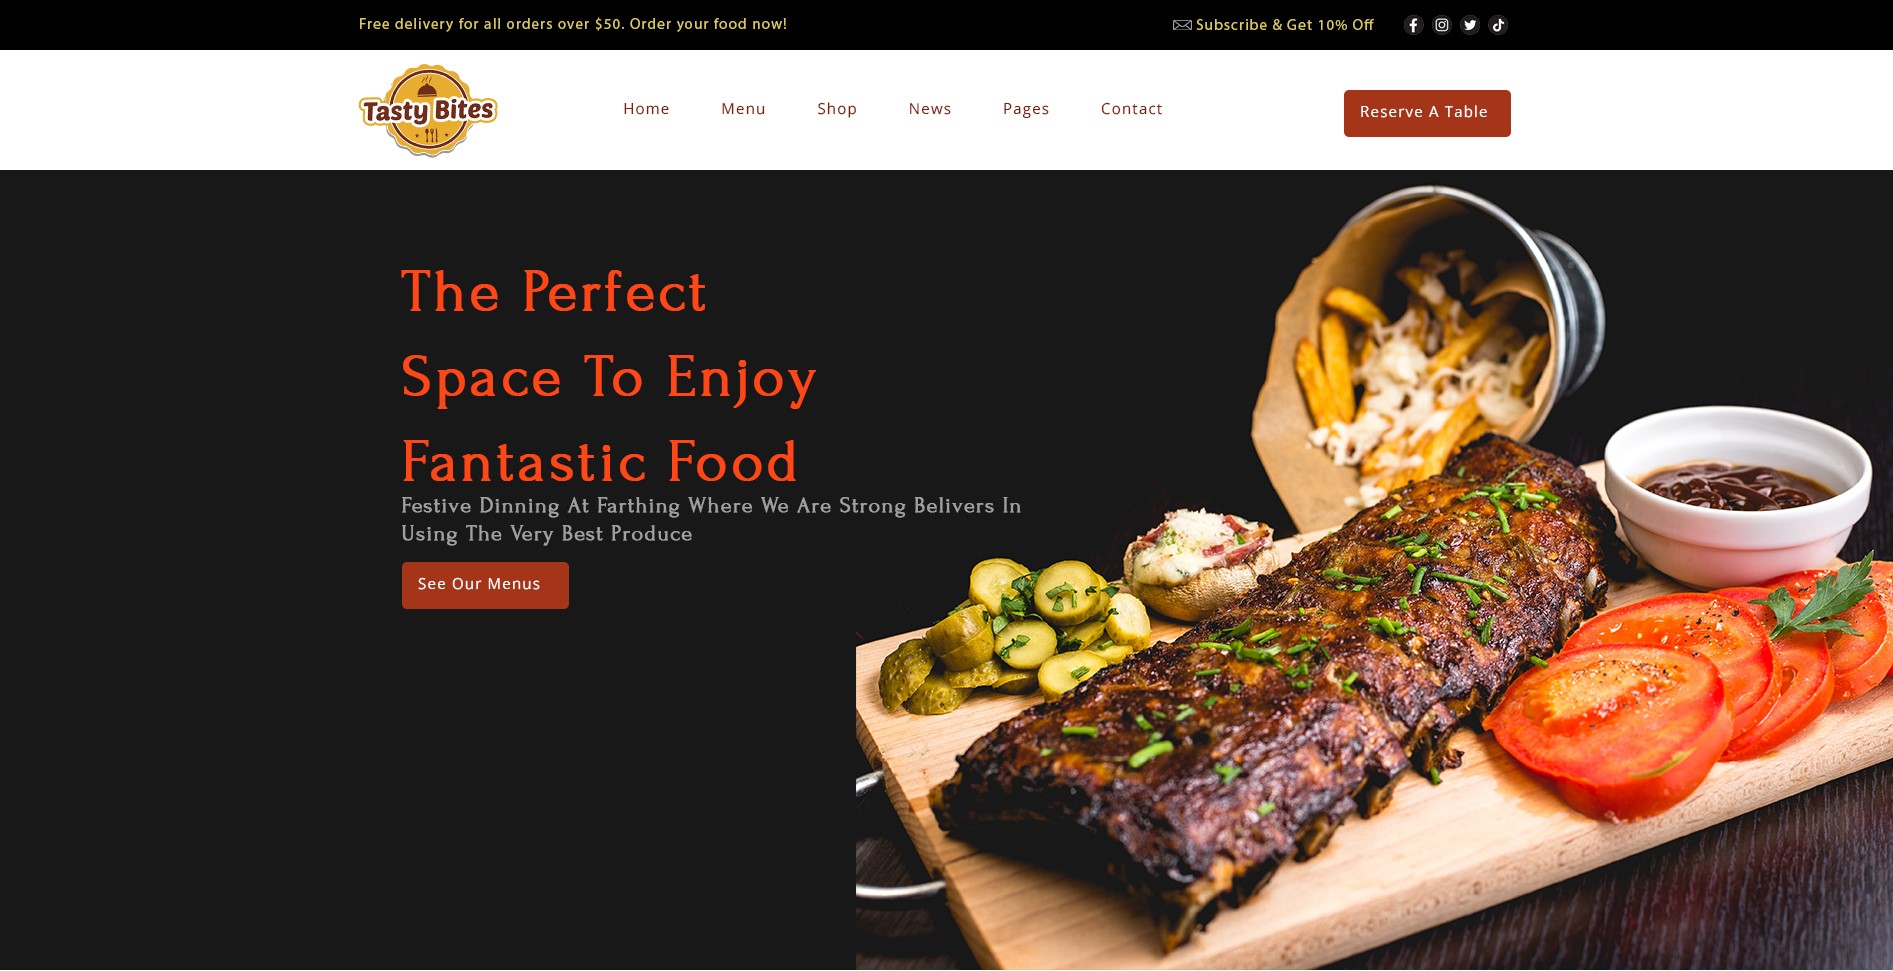 Free delivery for all orders over $50. Order your food now!
Subscribe & Get 10% Off
Tasty Bites
Home
Menu
Shop
News
Pages
Contact
Reserve A Table
The Perfect
Space To Enjoy
Fantastic Food
Festive Dinning At Farthing Where We Are Strong Belivers In
Using The Very Best Produce
See Our Menus